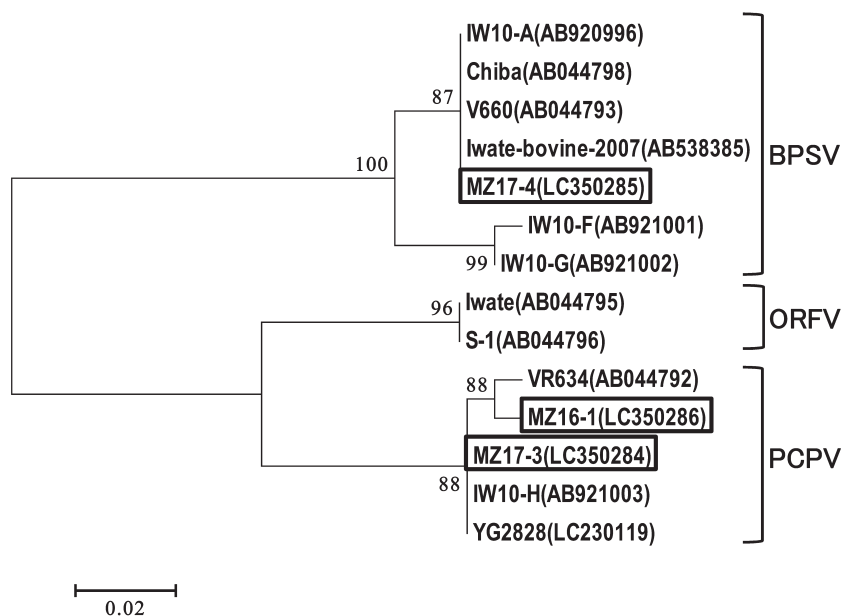 IW10-A(AB920996)
Chiba(AB044798)
87
V660(AB044793)
Iwate-bovine-2007(AB538385)
BPSV
100
MZ17-4(LC350285)
IW10-F(AB921001)
99
IW10-G(AB921002)
Iwate(AB044795)
96
ORFV
S-1(AB044796)
VR634(AB044792)
88
MZ16-1(LC350286)
MZ17-3(LC350284)
PCPV
88
IW10-H(AB921003)
YG2828(LC230119)
0.02